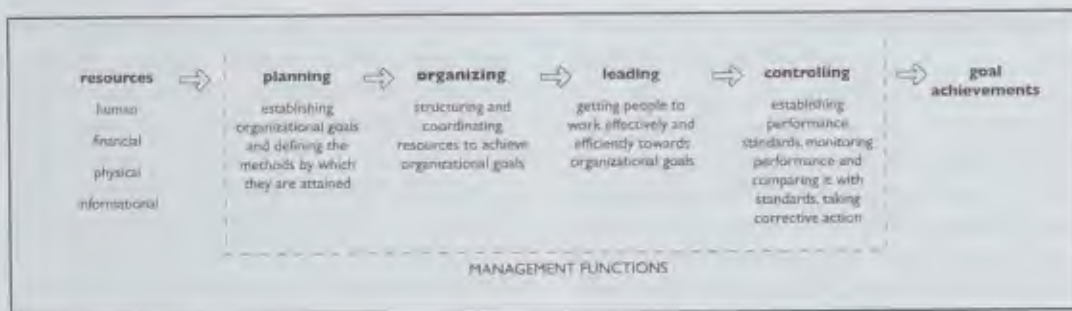 resources
human
financial
physical
informational
planning
establishing
organizational goals
and defining the
methods by which
they are attained
organizing
structuring and
coordinating
resources to achieve
organizational goals
leading
getting people to
work effectively and
efficiently towards
organizational goals
controlling
establishing
performance
standards, monitoring
performance and
comparing it with
standards, taking
corrective action
goal
achievements
MANAGEMENT FUNCTIONS